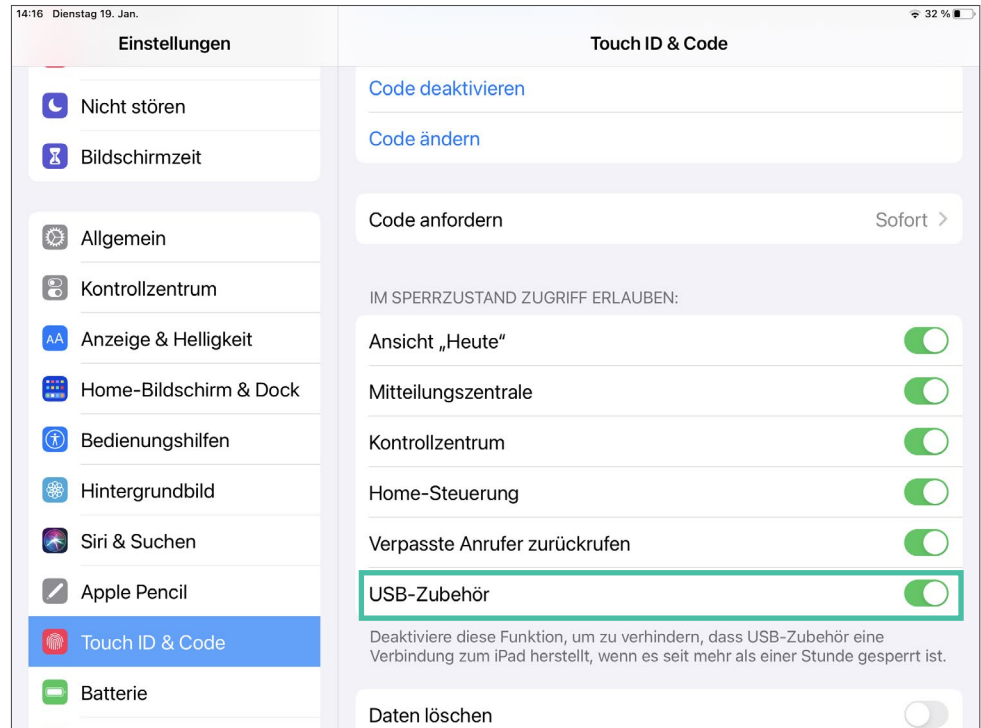 14:16 Dienstag 19. Jan.
32 %
Einstellungen
Touch ID & Code
Nicht stören
Bildschirmzeit
Allgemein
Kontrollzentrum
Anzeige & Helligkeit
Home-Bildschirm & Dock
Bedienungshilfen
Hintergrundbild
Siri & Suchen
Apple Pencil
Touch ID & Code
Batterie
Code deaktivieren
Code ändern
Code anfordern
Sofort
IM SPERRZUSTAND ZUGRIFF ERLAUBEN:
Ansicht „Heute“
Mitteilungszentrale
Kontrollzentrum
Home-Steuerung
Verpasste Anrufer zurückrufen
USB-Zubehör
Deaktiviere diese Funktion, um zu verhindern, dass USB-Zubehör eine
Verbindung zum iPad herstellt, wenn es seit mehr als einer Stunde gesperrt ist.
Daten löschen